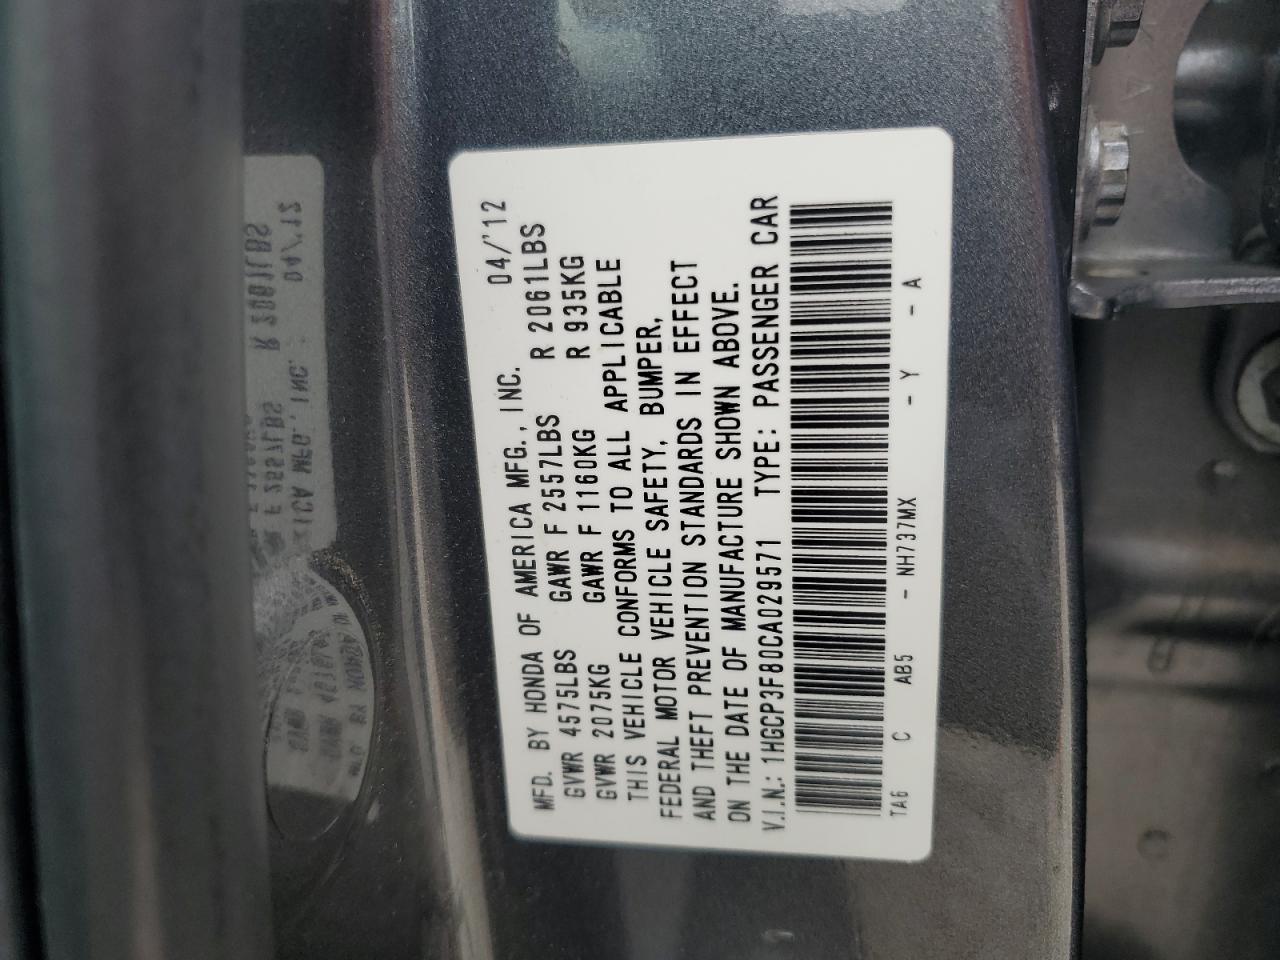 MFD. BY HONDA OF AMERICA MFG., INC. 04/'12
GVWR 4575LBS GAWR F 2557LBS R 2061LBS
GVWR 2075KG GAWR F 1160KG R 935KG
THIS VEHICLE CONFORMS TO ALL APPLICABLE
FEDERAL MOTOR VEHICLE SAFETY, BUMPER,
AND THEFT PREVENTION STANDARDS IN EFFECT
ON THE DATE OF MANUFACTURE SHOWN ABOVE.
V.I.N.: 1HGCP3F80CA029571 TYPE: PASSENGER CAR
TA6 C AB5 - NH737MX - Y - A